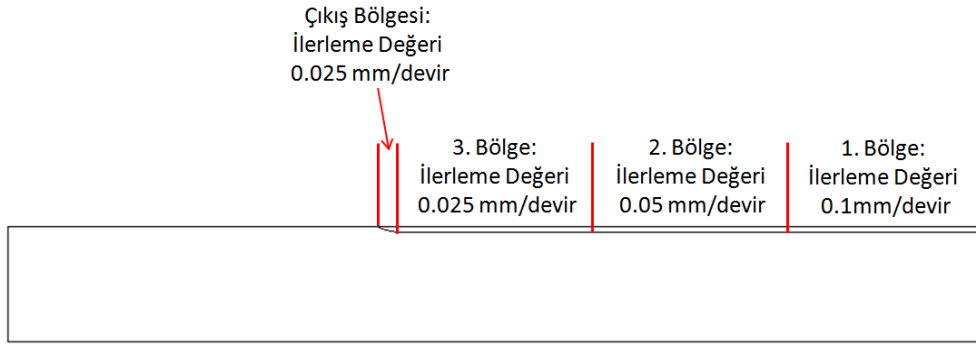 Çıkış Bölgesi:
İlerleme Değeri
0.025 mm/devir
3. Bölge:
İlerleme Değeri
0.025 mm/devir
2. Bölge:
İlerleme Değeri
0.05 mm/devir
1. Bölge:
İlerleme Değeri
0.1mm/devir